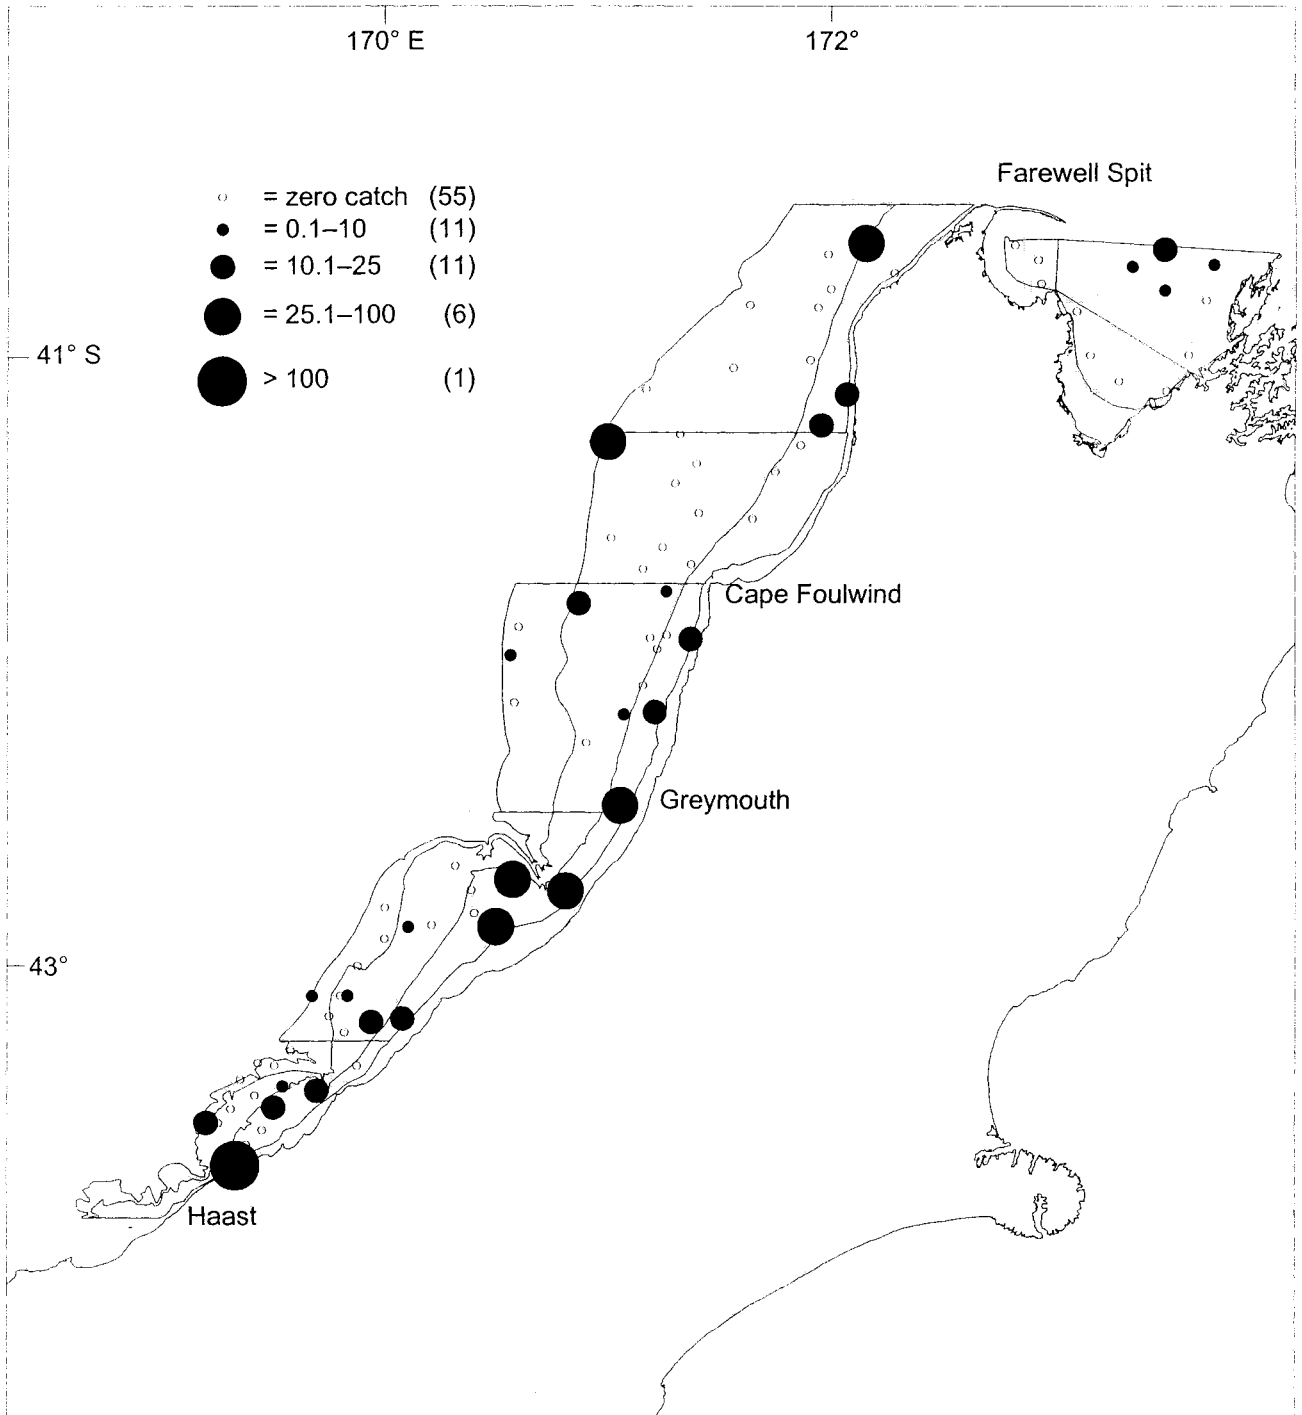 170° E
172°
Farewell Spit
= zero catch (55)
= 0.1–10 (11)
= 10.1–25 (11)
= 25.1–100 (6)
> 100 (1)
41° S
Cape Foulwind
Greymouth
43°
Haast